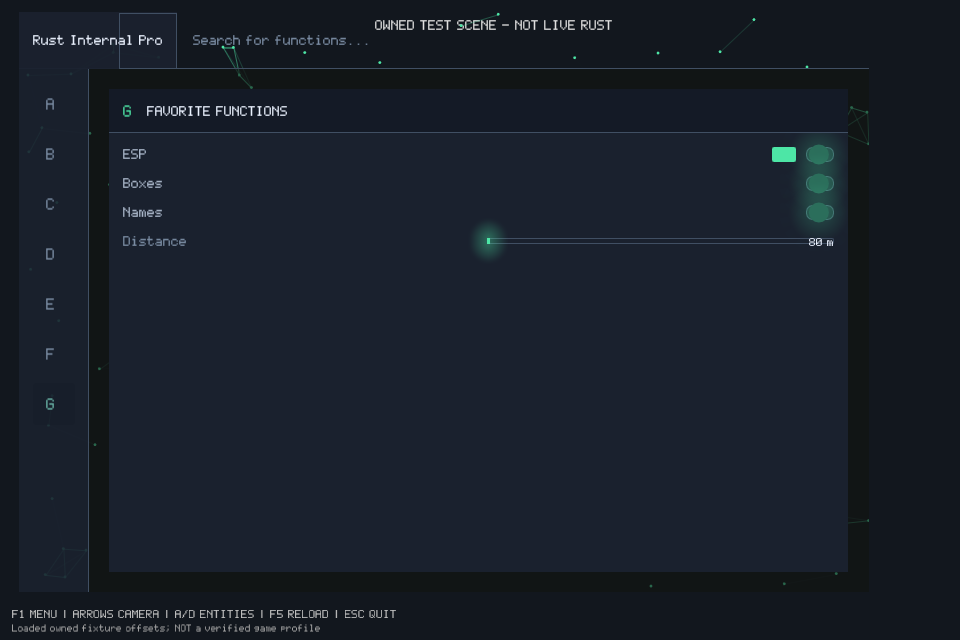 OWNED TEST SCENE - NOT LIVE RUST
Rust Internal Pro
Search for functions...
A
B
C
D
E
F
G
G FAVORITE FUNCTIONS
ESP
Boxes
Names
Distance 80 m
F1 MENU | ARROWS CAMERA | A/D ENTITIES | F5 RELOAD | ESC QUIT
Loaded owned fixture offsets; NOT a verified game profile